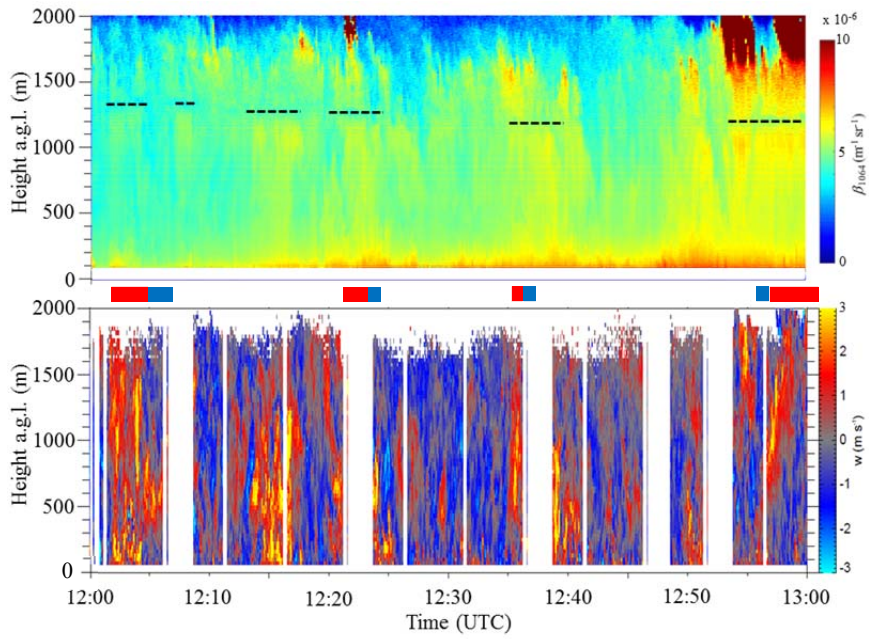 2000
1500
1000
500
0
Height a.g.l. (m)
x 10⁻⁶
10
5
0
β₁₀₆₄ (m⁻¹ sr⁻¹)
2000
1500
1000
500
0
Height a.g.l. (m)
3
2
1
0
-1
-2
-3
w (m s⁻¹)
12:00 12:10 12:20 12:30 12:40 12:50 13:00
Time (UTC)